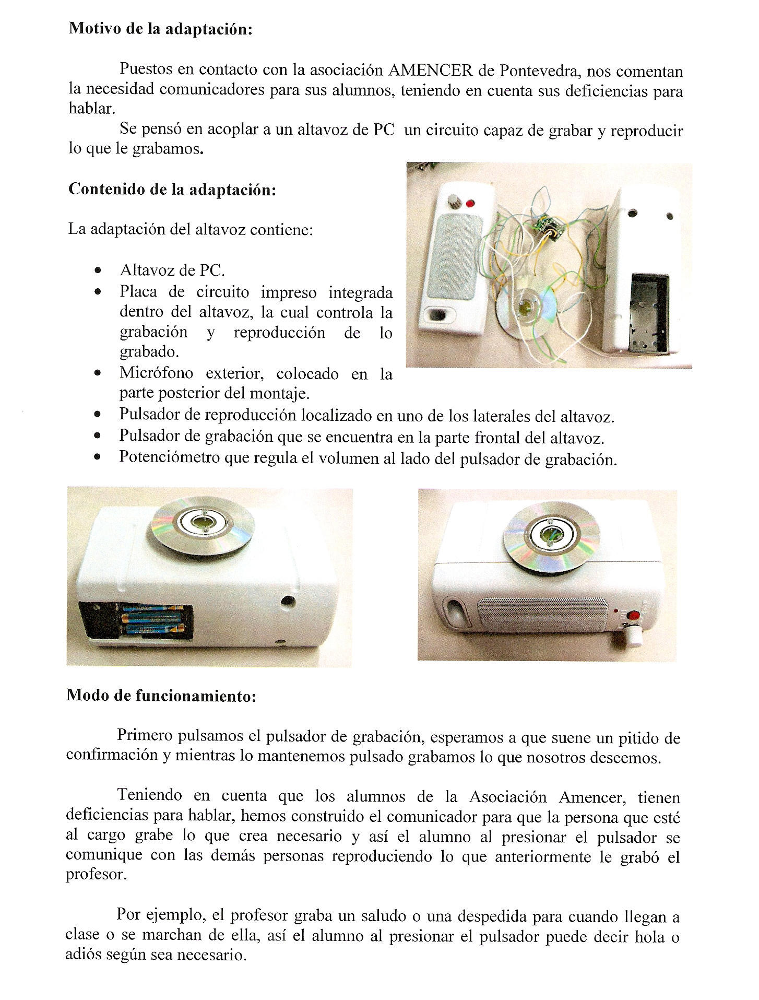 Motivo de la adaptación:
Puestos en contacto con la asociación AMENCER de Pontevedra, nos comentan
la necesidad comunicadores para sus alumnos, teniendo en cuenta sus deficiencias para
hablar.
Se pensó en acoplar a un altavoz de PC un circuito capaz de grabar y reproducir
lo que le grabamos.
Contenido de la adaptación:
La adaptación del altavoz contiene:
• Altavoz de PC.
• Placa de circuito impreso integrada
dentro del altavoz, la cual controla la
grabación y reproducción de lo
grabado.
• Micrófono exterior, colocado en la
parte posterior del montaje.
• Pulsador de reproducción localizado en uno de los laterales del altavoz.
• Pulsador de grabación que se encuentra en la parte frontal del altavoz.
• Potenciómetro que regula el volumen al lado del pulsador de grabación.
Modo de funcionamiento:
Primero pulsamos el pulsador de grabación, esperamos a que suene un pitido de
confirmación y mientras lo mantenemos pulsado grabamos lo que nosotros deseemos.
Teniendo en cuenta que los alumnos de la Asociación Amencer, tienen
deficiencias para hablar, hemos construido el comunicador para que la persona que esté
al cargo grabe lo que crea necesario y así el alumno al presionar el pulsador se
comunique con las demás personas reproduciendo lo que anteriormente le grabó el
profesor.
Por ejemplo, el profesor graba un saludo o una despedida para cuando llegan a
clase o se marchan de ella, así el alumno al presionar el pulsador puede decir hola o
adiós según sea necesario.